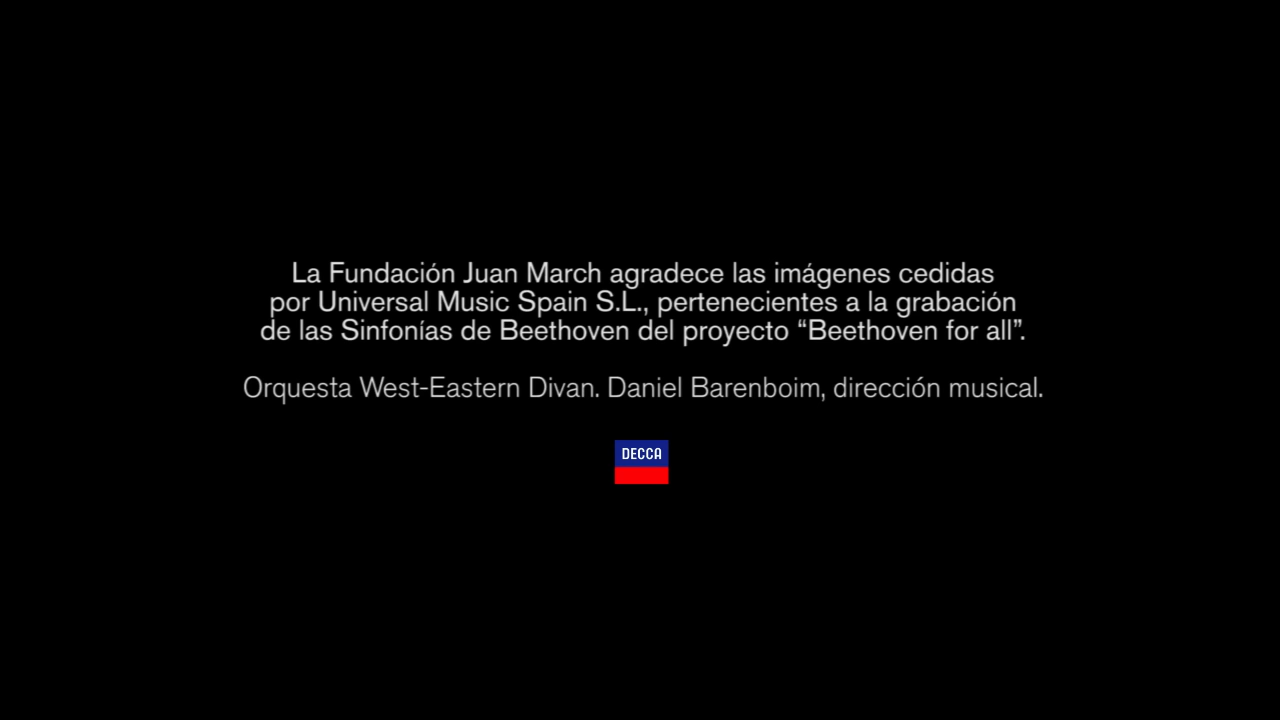 La Fundación Juan March agradece las imágenes cedidas
por Universal Music Spain S.L., pertenecientes a la grabación
de las Sinfonías de Beethoven del proyecto “Beethoven for all”.
Orquesta West-Eastern Divan. Daniel Barenboim, dirección musical.
DECCA